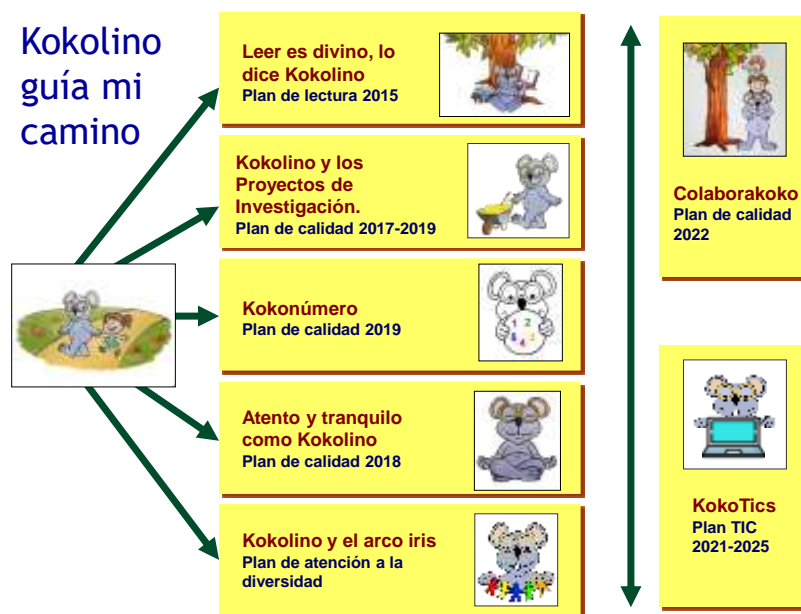 Kokolino
guía mi
camino
Leer es divino, lo
dice Kokolino
Plan de lectura 2015
Kokolino y los
Proyectos de
Investigación.
Plan de calidad 2017-2019
Kokonúmero
Plan de calidad 2019
Atento y tranquilo
como Kokolino
Plan de calidad 2018
Kokolino y el arco iris
Plan de atención a la
diversidad
Colaborakoko
Plan de calidad
2022
KokoTics
Plan TIC
2021-2025